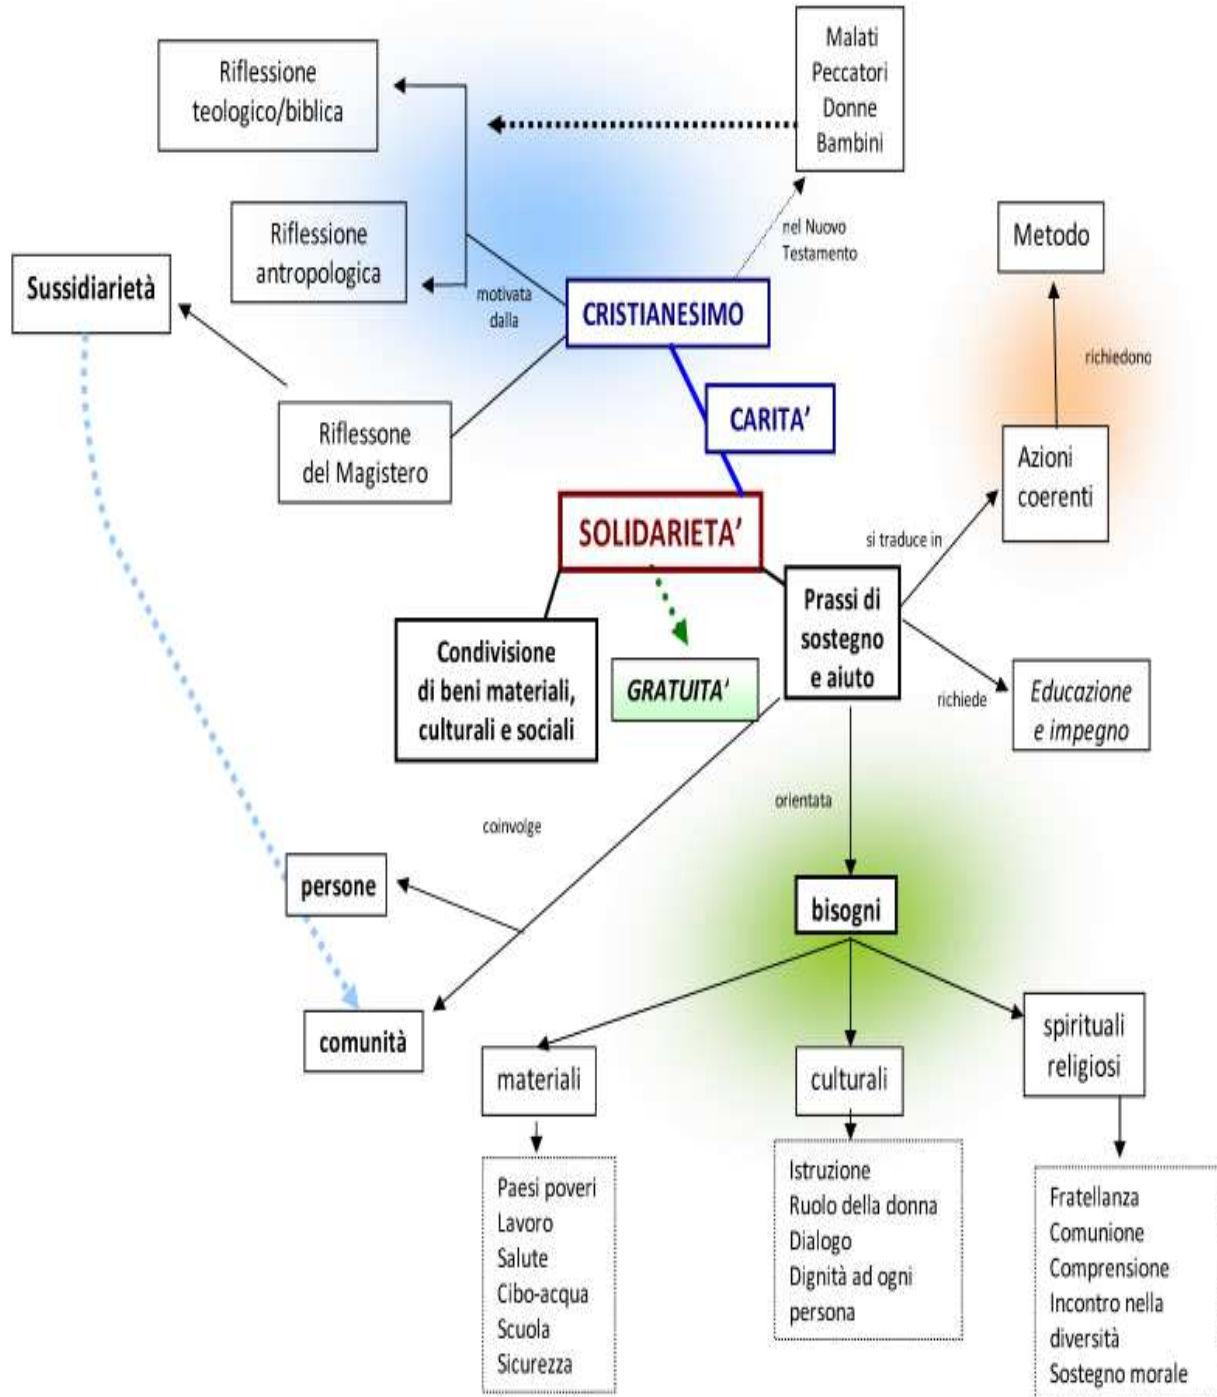 Malati
Peccatori
Donne
Bambini
Riflessione
teologico/biblica
nel Nuovo
Testamento
Metodo
Riflessione
antropologica
Sussidiarietà
motivata
dalla
CRISTIANESIMO
richiedono
CARITA’
Riflessone
del Magistero
Azioni
coerenti
SOLIDARIETA’
si traduce in
Prassi di
sostegno
e aiuto
Condivisione
di beni materiali,
culturali e sociali
GRATUITA’
richiede
Educazione
e impegno
orientata
coinvolge
persone
bisogni
comunità
materiali
culturali
spirituali
religiosi
Paesi poveri
Lavoro
Salute
Cibo-acqua
Scuola
Sicurezza
Istruzione
Ruolo della donna
Dialogo
Dignità ad ogni
persona
Fratellanza
Comunione
Comprensione
Incontro nella
diversità
Sostegno morale